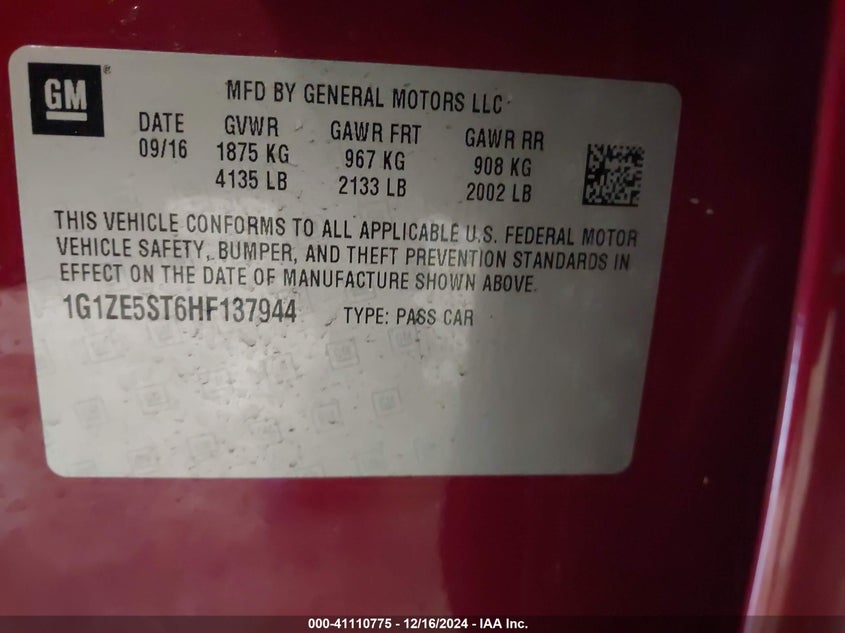 GM ®
MFD BY GENERAL MOTORS LLC
DATE GVWR GAWR FRT GAWR RR
09/16 1875 KG 967 KG 908 KG
4135 LB 2133 LB 2002 LB
THIS VEHICLE CONFORMS TO ALL APPLICABLE U.S. FEDERAL MOTOR
VEHICLE SAFETY, BUMPER, AND THEFT PREVENTION STANDARDS IN
EFFECT ON THE DATE OF MANUFACTURE SHOWN ABOVE.
1G1ZE5ST6HF137944 TYPE: PASS CAR
000-41110775 - 12/16/2024 - IAA Inc.